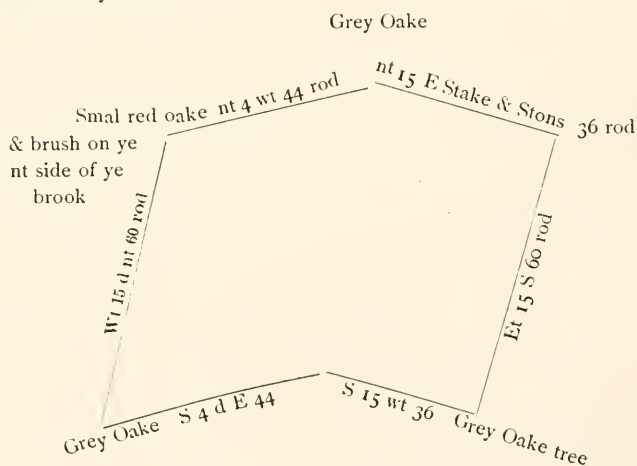 Grey Oake
Smal red oake nt 4 wt 44 rod
& brush on ye
nt side of ye
brook
nt 15 E Stake & Stons 36 rod
Wt 15 d nt 60 rod
Et 15 S 60 rod
Grey Oake S 4 d E 44
S 15 wt 36 Grey Oake tree